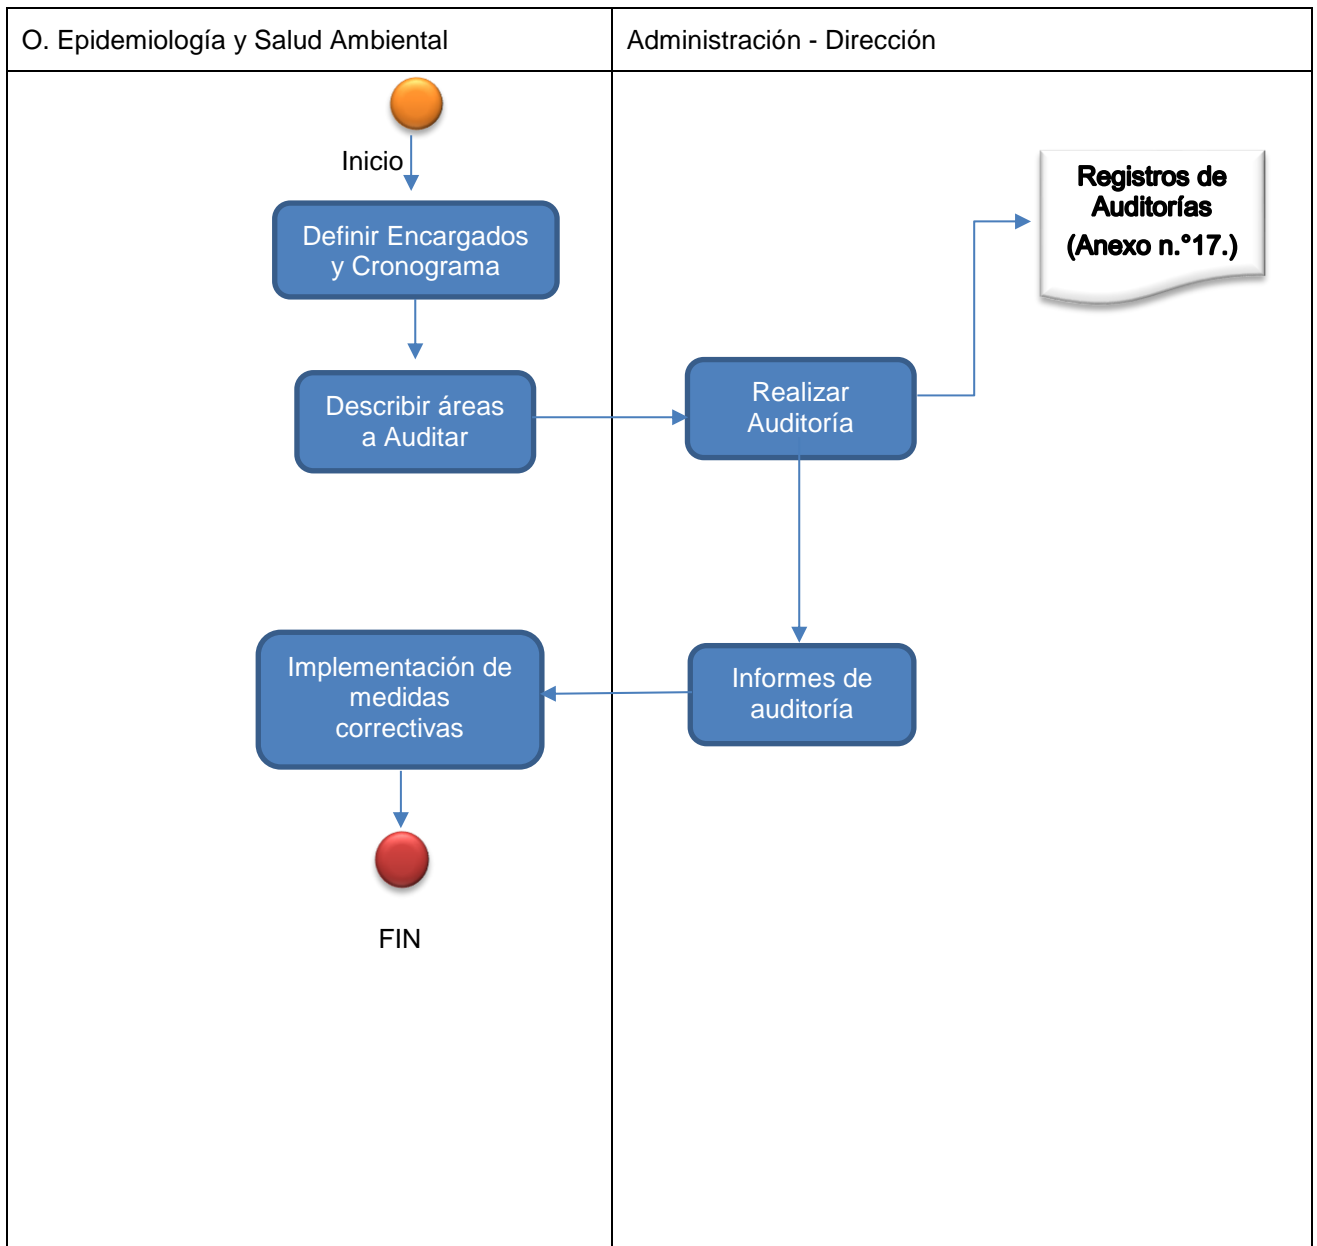 O. Epidemiología y Salud Ambiental
Administración - Dirección
Inicio
Definir Encargados
y Cronograma
Describir áreas
a Auditar
Realizar
Auditoría
Registros de
Auditorías
(Anexo n.°17.)
Informes de
auditoría
Implementación de
medidas
correctivas
FIN